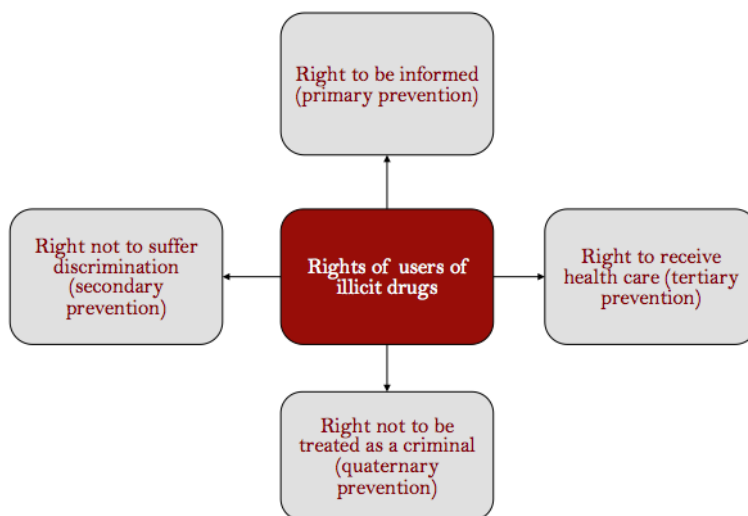 Right to be informed
(primary prevention)
Right not to suffer
discrimination
(secondary
prevention)
Rights of users of
illicit drugs
Right to receive
health care (tertiary
prevention)
Right not to be
treated as a criminal
(quaternary
prevention)